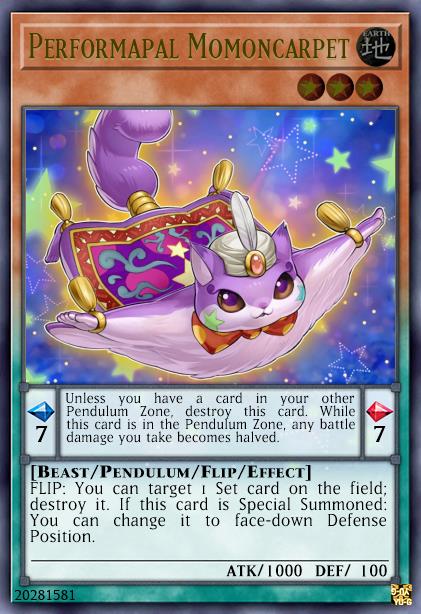 Performapal Momoncarpet
EARTH
地
Unless you have a card in your other
Pendulum Zone, destroy this card. While
this card is in the Pendulum Zone, any battle
damage you take becomes halved.
7
7
[Beast/Pendulum/Flip/Effect]
FLIP: You can target 1 Set card on the field;
destroy it. If this card is Special Summoned:
You can change it to face-down Defense
Position.
ATK/1000 DEF/ 100
20281581